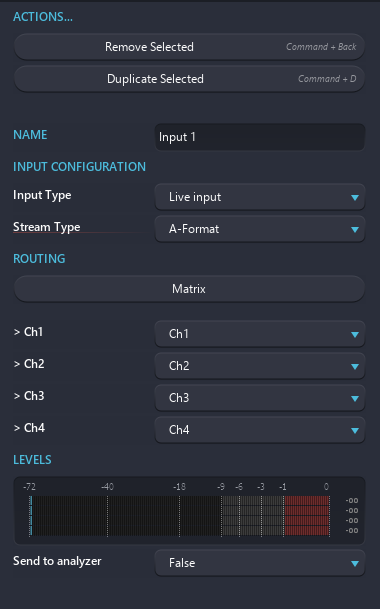 ACTIONS...
Remove Selected Command + Back
Duplicate Selected Command + D
NAME Input 1
INPUT CONFIGURATION
Input Type Live input
Stream Type A-Format
ROUTING
Matrix
> Ch1 Ch1
> Ch2 Ch2
> Ch3 Ch3
> Ch4 Ch4
LEVELS
-72 -40 -18 -9 -6 -3 -1 0
-oo
-oo
-oo
-oo
Send to analyzer False